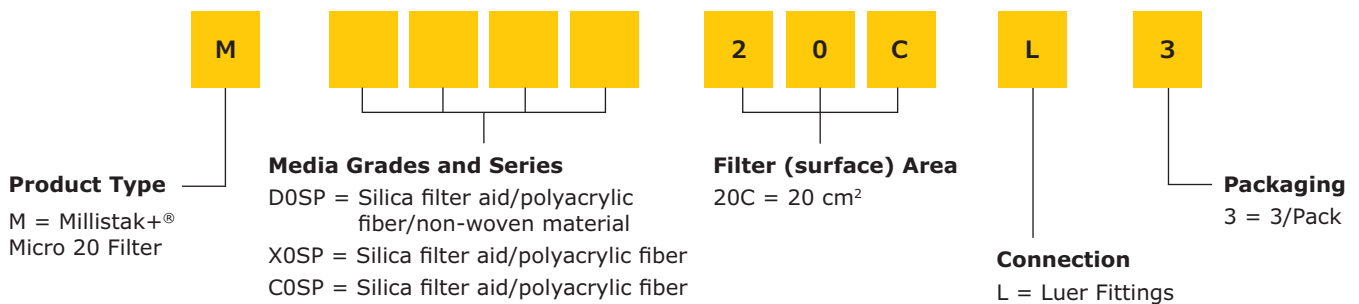 M 2 0 C L 3
Product Type
M = Millistak+®
Micro 20 Filter
Media Grades and Series
D0SP = Silica filter aid/polyacrylic
fiber/non-woven material
X0SP = Silica filter aid/polyacrylic fiber
C0SP = Silica filter aid/polyacrylic fiber
Filter (surface) Area
20C = 20 cm²
Connection
L = Luer Fittings
Packaging
3 = 3/Pack